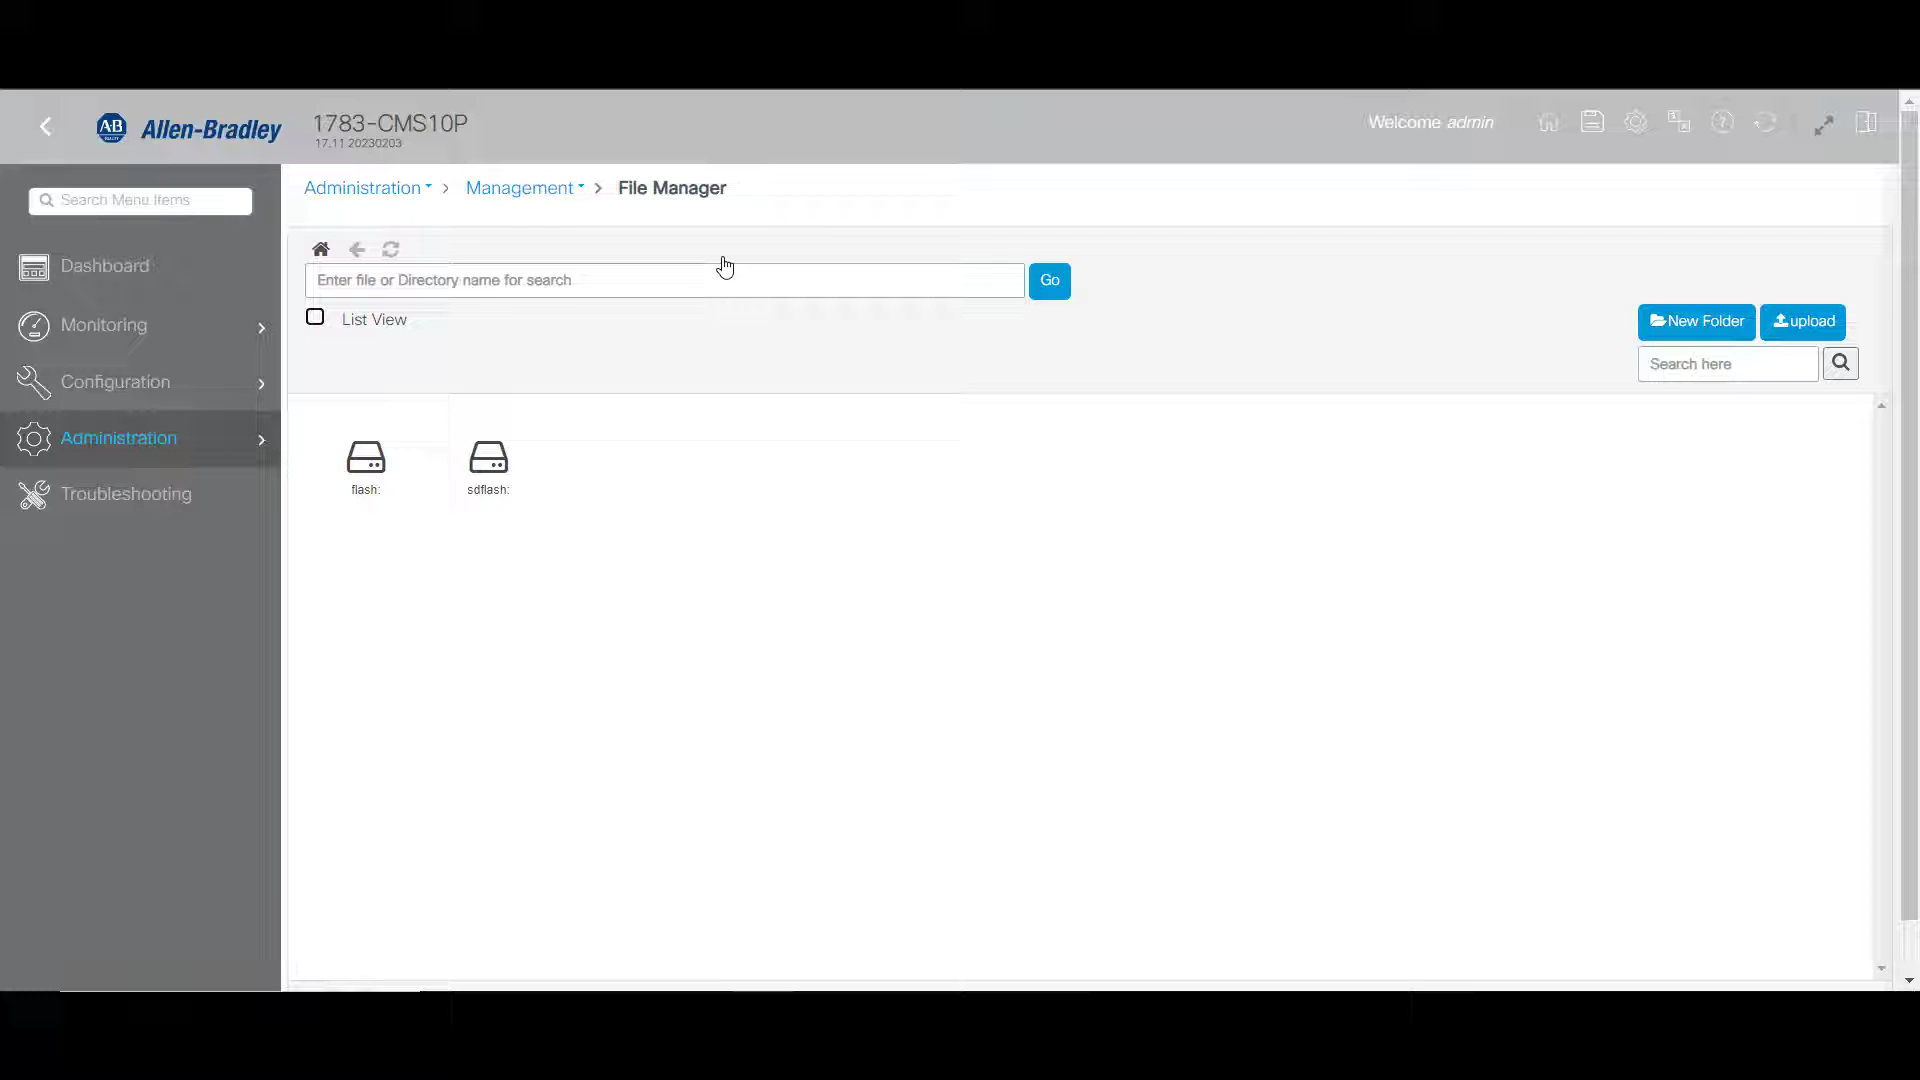 AB Allen-Bradley
1783-CMS10P
17.11 20230203
Welcome admin
Search Menu Items
Dashboard
Monitoring
Configuration
Administration
Troubleshooting
Administration > Management > File Manager
Enter file or Directory name for search
Go
List View
New Folder
upload
Search here
flash:
sdflash: